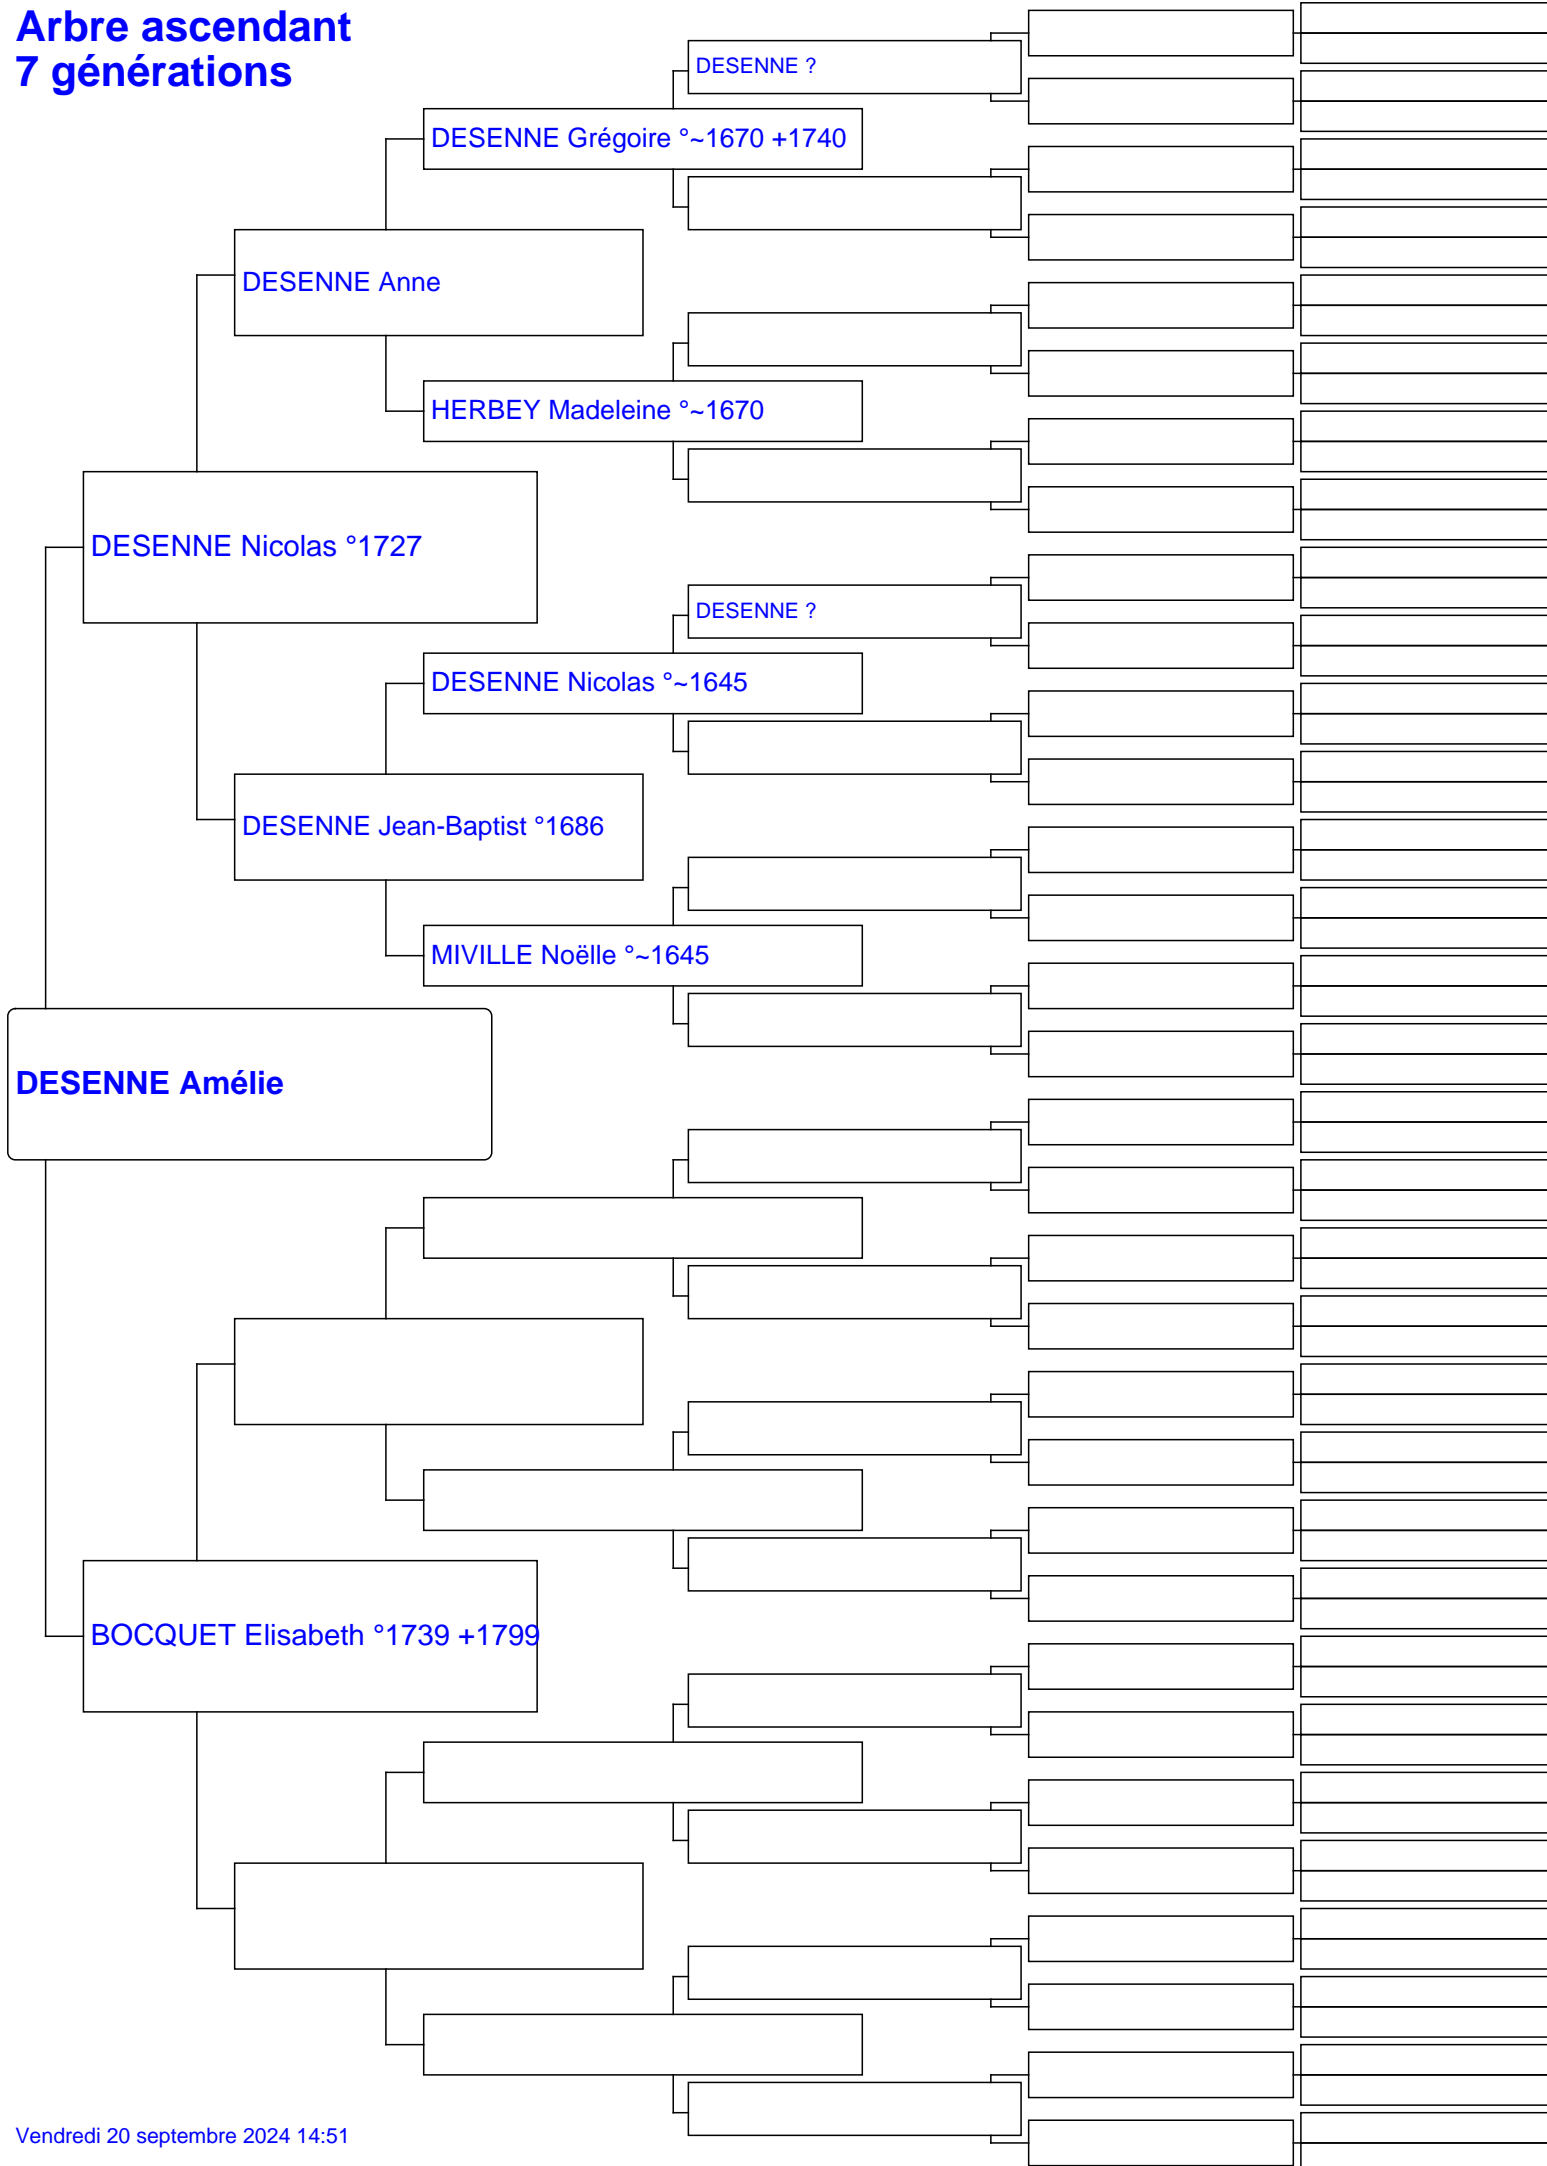 Arbre ascendant
7 générations
DESENNE ?
DESENNE Grégoire °~1670 +1740
DESENNE Anne
HERBEY Madeleine °~1670
DESENNE Nicolas °1727
DESENNE ?
DESENNE Nicolas °~1645
DESENNE Jean-Baptist °1686
MIVILLE Noëlle °~1645
DESENNE Amélie
BOCQUET Elisabeth °1739 +1799
Vendredi 20 septembre 2024 14:51